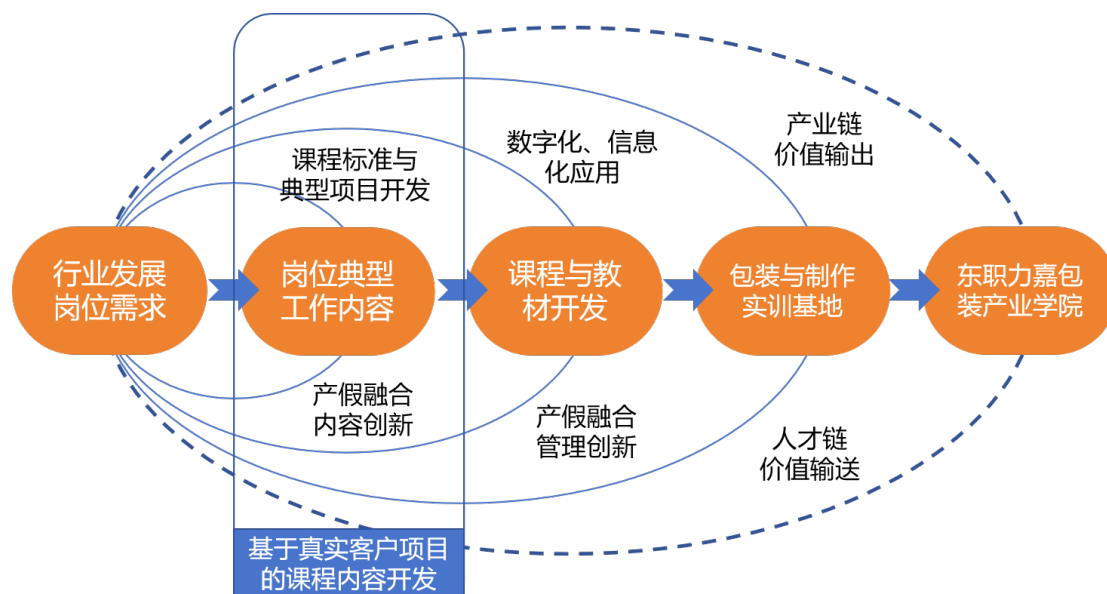 课程标准与
典型项目开发
数字化、信息
化应用
产业链
价值输出
行业发展
岗位需求
岗位典型
工作内容
课程与教
材开发
包装与制作
实训基地
东职力嘉包
装产业学院
产假融合
内容创新
产假融合
管理创新
人才链
价值输送
基于真实客户项目
的课程内容开发